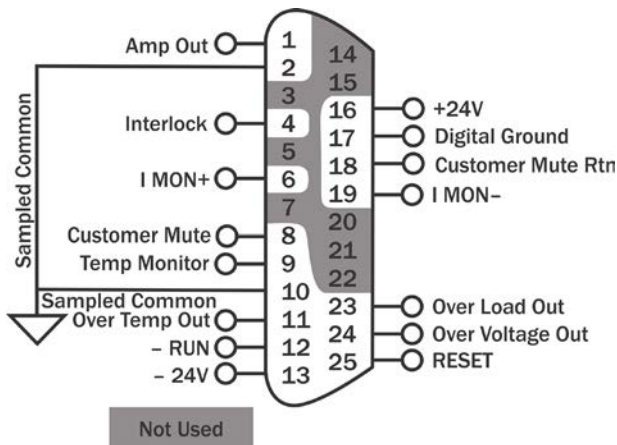 Amp Out
1
2
3
Interlock
4
5
I MON+
6
7
Customer Mute
8
Temp Monitor
9
Sampled Common
10
Over Temp Out
11
– RUN
12
– 24V
13
Sampled Common
14
15
16
+24V
17
Digital Ground
18
Customer Mute Rtn
19
I MON–
20
21
22
23
Over Load Out
24
Over Voltage Out
25
RESET
Not Used